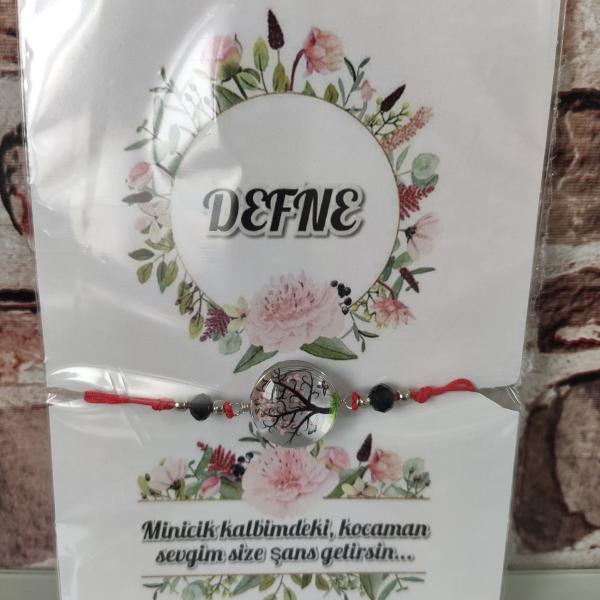 DEFNE
Minicik kalbimdeki, kocaman
sevgim size şans getirsin...